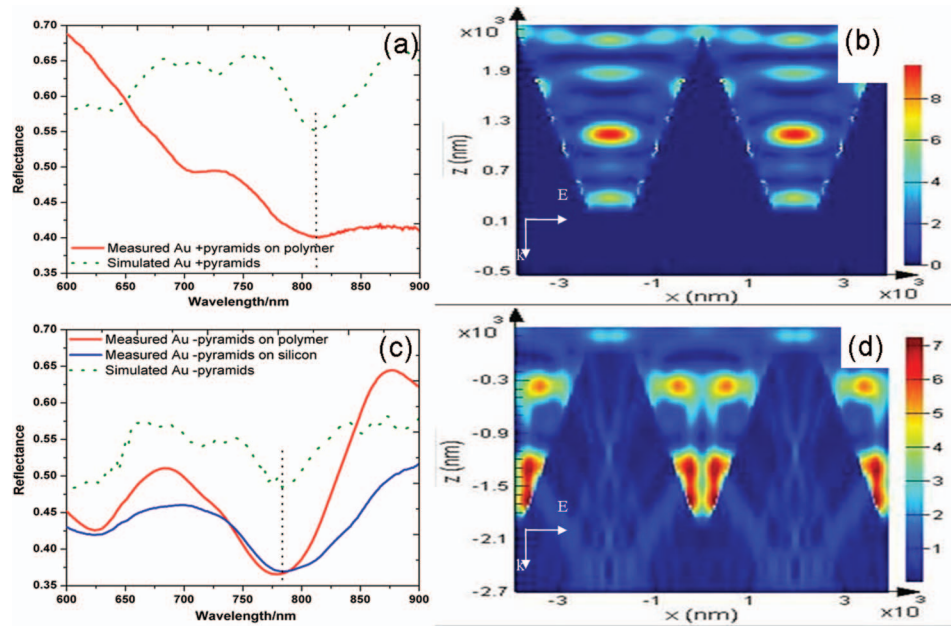 (a)
0.70
0.65
0.60
0.55
0.50
0.45
0.40
0.35
Reflectance
Measured Au +pyramids on polymer
Simulated Au +pyramids
600 650 700 750 800 850 900
Wavelength/nm
(b)
×10³
1.9
1.3
0.7
0.1
-0.5
Z (nm)
E
k
-3 -1 1 3
x (nm)
×10³
8
6
4
2
0
(c)
0.70
0.65
0.60
0.55
0.50
0.45
0.40
0.35
Reflectance
Measured Au -pyramids on polymer
Measured Au -pyramids on silicon
Simulated Au -pyramids
600 650 700 750 800 850 900
Wavelength/nm
(d)
×10³
-0.3
-0.9
-1.5
-2.1
-2.7
Z (nm)
E
k
-3 -1 1 3
x (nm)
×10³
7
6
5
4
3
2
1